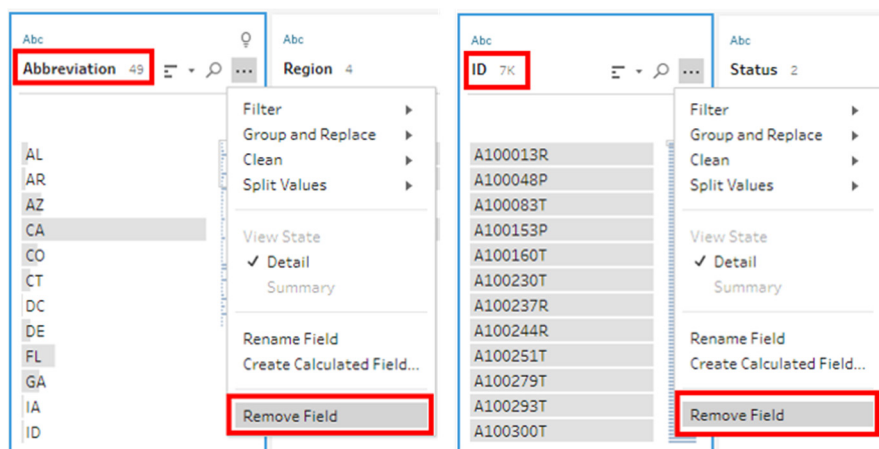 Abc
Abbreviation 49
Abc
Region 4
AL
AR
AZ
CA
CO
CT
DC
DE
FL
GA
IA
ID
Filter
Group and Replace
Clean
Split Values
View State
✓ Detail
Summary
Rename Field
Create Calculated Field...
Remove Field
Abc
ID 7K
Abc
Status 2
A100013R
A100048P
A100083T
A100153P
A100160T
A100230T
A100237R
A100244R
A100251T
A100279T
A100293T
A100300T
Filter
Group and Replace
Clean
Split Values
View State
✓ Detail
Summary
Rename Field
Create Calculated Field...
Remove Field